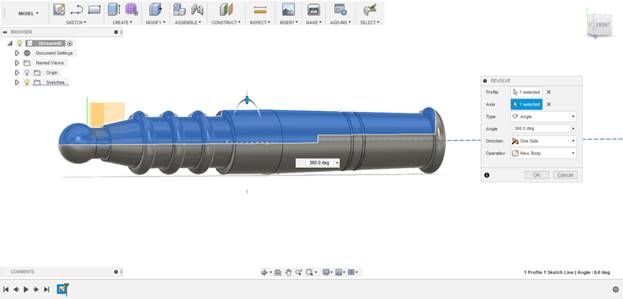 MODEL
SKETCH
CREATE
MODIFY
ASSEMBLE
CONSTRUCT
INSPECT
INSERT
MAKE
ADD-INS
SELECT
BROWSER
(Unsaved)
Document Settings
Named Views
Origin
Sketches
FRONT
REVOLVE
Profile 1 selected
Axis 1 selected
Type Angle
Angle 360.0 deg
Direction One Side
Operation New Body
OK Cancel
360.0 deg
COMMENTS
1 Profile 1 Sketch Line | Angle : 0.0 deg